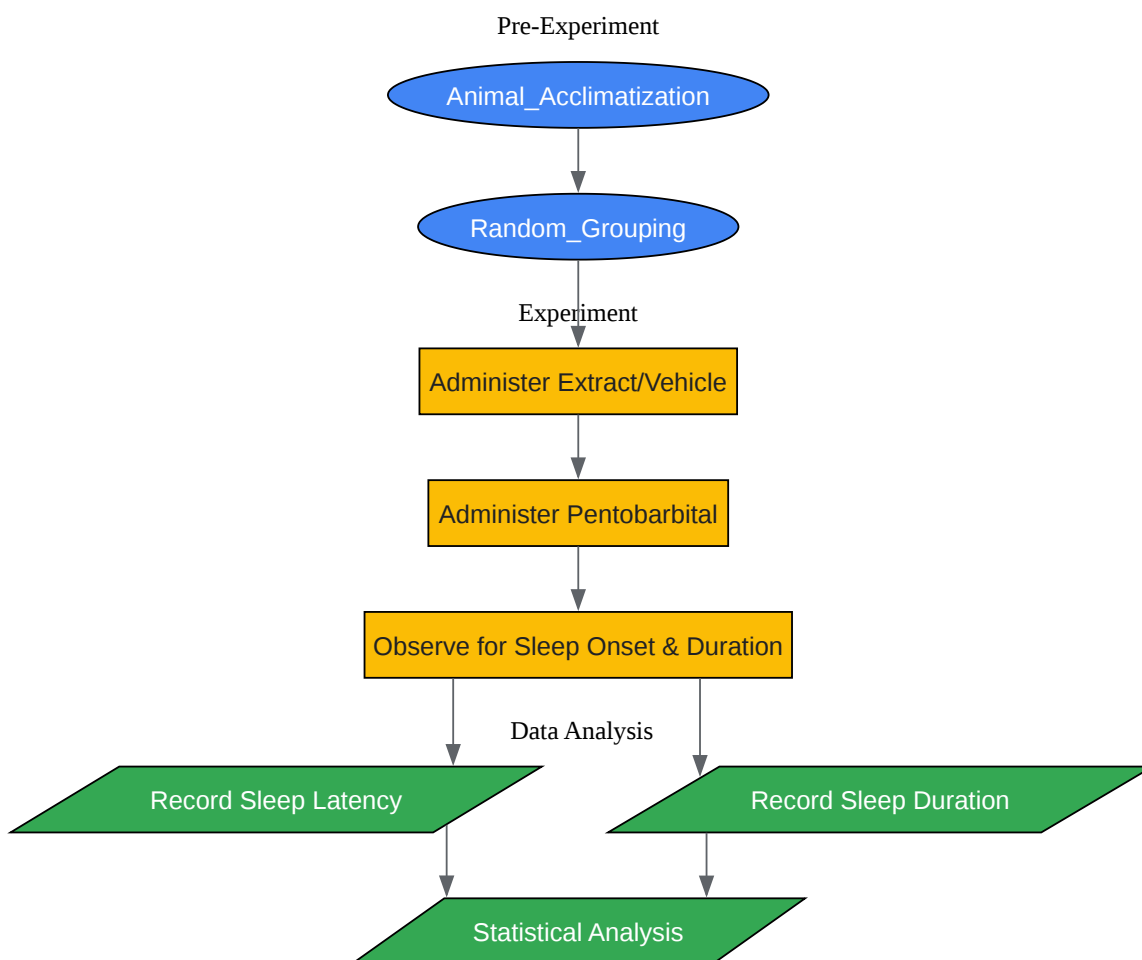 Pre-Experiment
Animal_Acclimatization
Random_Grouping
Experiment
Administer Extract/Vehicle
Administer Pentobarbital
Observe for Sleep Onset & Duration
Data Analysis
Record Sleep Latency
Record Sleep Duration
Statistical Analysis